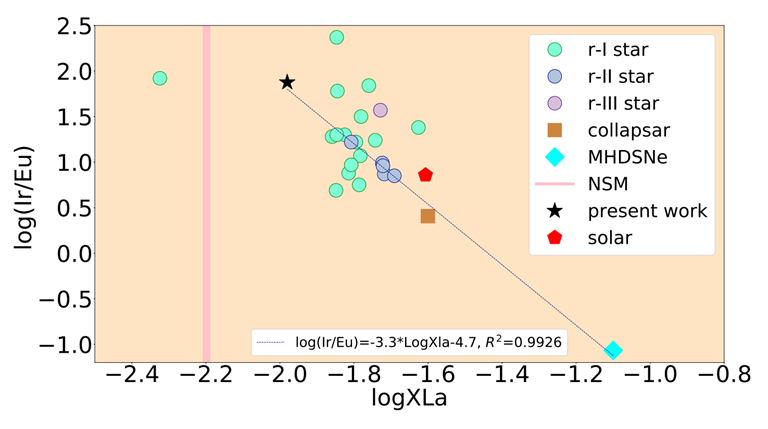 2.5
2.0
1.5
1.0
0.5
0.0
−0.5
−1.0
log(Ir/Eu)
r-I star
r-II star
r-III star
collapsar
MHDSNe
NSM
present work
solar
log(Ir/Eu)=-3.3*LogXla-4.7, R²=0.9926
−2.4 −2.2 −2.0 −1.8 −1.6 −1.4 −1.2 −1.0 −0.8
logXLa